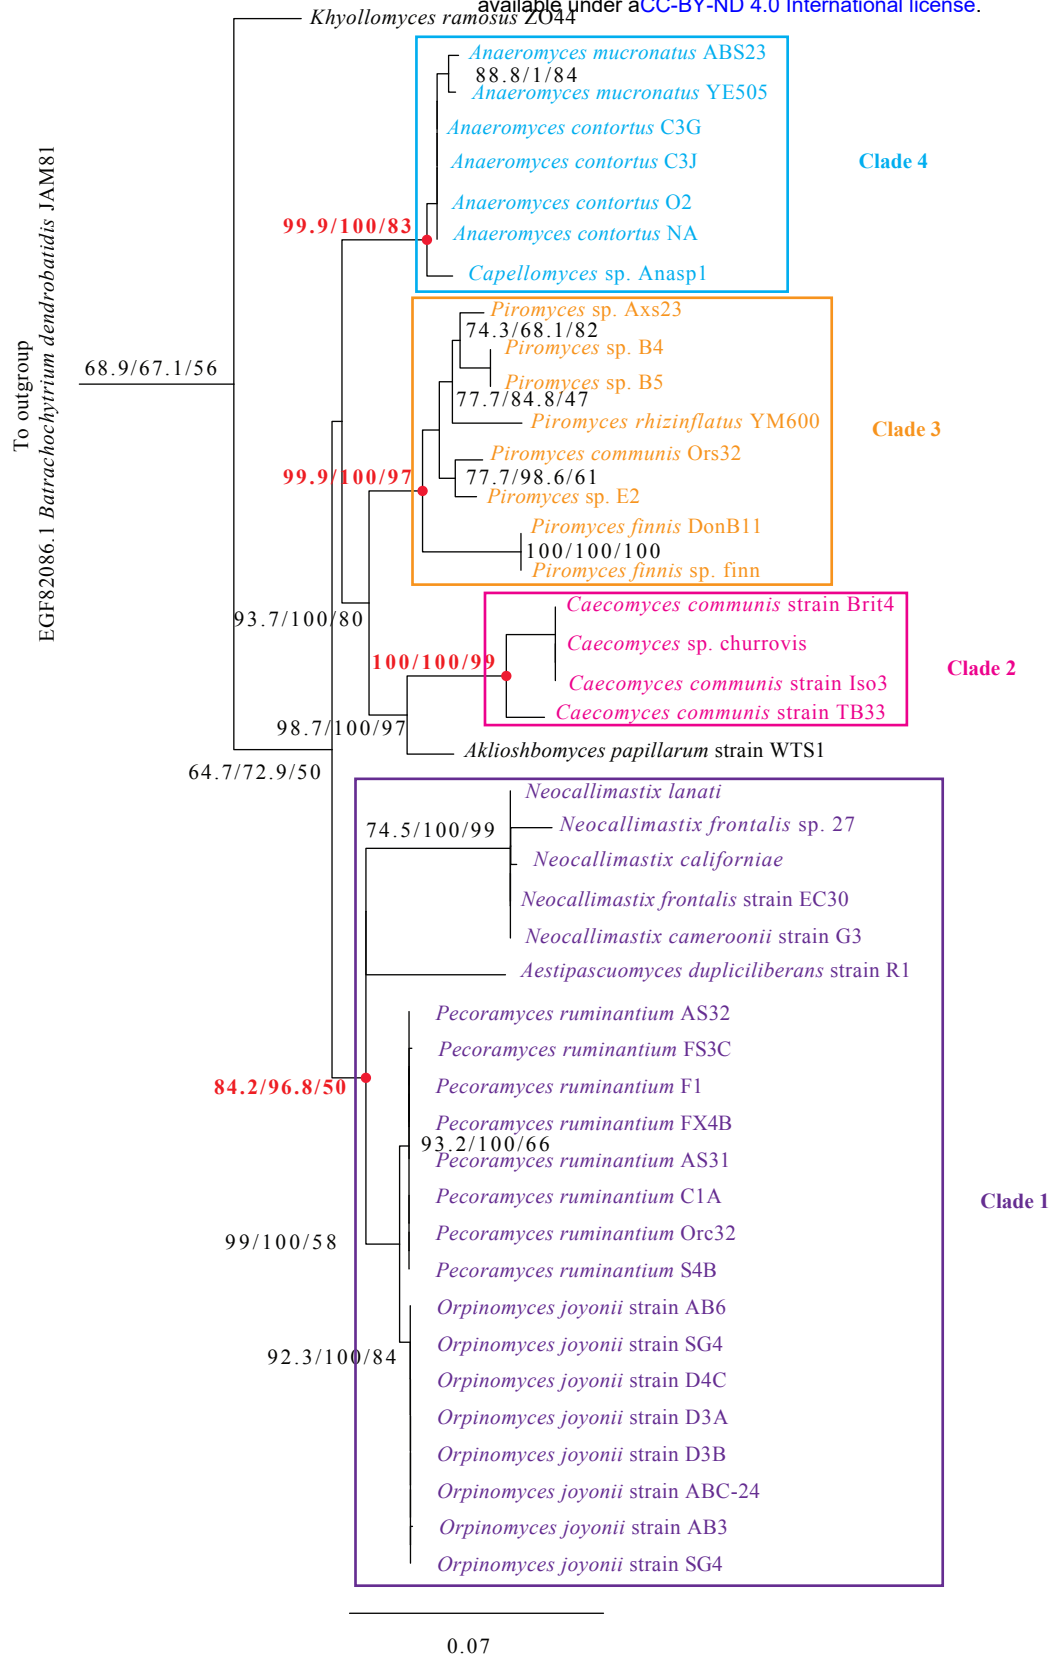 available under aCC-BY-ND 4.0 International license.
Khyollomyces ramosus ZO44
Anaeromyces mucronatus ABS23
88.8/1/84
Anaeromyces mucronatus YE505
Anaeromyces contortus C3G
Anaeromyces contortus C3J
Clade 4
Anaeromyces contortus O2
99.9/100/83
Anaeromyces contortus NA
Capellomyces sp. Anasp1
To outgroup
EGF82086.1 Batrachochytrium dendrobatidis JAM81
68.9/67.1/56
Piromyces sp. Axs23
74.3/68.1/82
Piromyces sp. B4
Piromyces sp. B5
77.7/84.8/47
Piromyces rhizinflatus YM600
Clade 3
Piromyces communis Ors32
99.9/100/97
77.7/98.6/61
Piromyces sp. E2
Piromyces finnis DonB11
100/100/100
Piromyces finnis sp. finn
93.7/100/80
Caecomyces communis strain Brit4
Caecomyces sp. churrovis
100/100/99
Clade 2
Caecomyces communis strain Iso3
Caecomyces communis strain TB33
98.7/100/97
Aklioshbomyces papillarum strain WTS1
64.7/72.9/50
Neocallimastix lanati
74.5/100/99
Neocallimastix frontalis sp. 27
Neocallimastix californiae
Neocallimastix frontalis strain EC30
Neocallimastix cameroonii strain G3
Aestipascuomyces dupliciliberans strain R1
Pecoramyces ruminantium AS32
Pecoramyces ruminantium FS3C
84.2/96.8/50
Pecoramyces ruminantium F1
Pecoramyces ruminantium FX4B
93.2/100/66
Pecoramyces ruminantium AS31
Pecoramyces ruminantium C1A
Clade 1
Pecoramyces ruminantium Orc32
99/100/58
Pecoramyces ruminantium S4B
Orpinomyces joyonii strain AB6
Orpinomyces joyonii strain SG4
92.3/100/84
Orpinomyces joyonii strain D4C
Orpinomyces joyonii strain D3A
Orpinomyces joyonii strain D3B
Orpinomyces joyonii strain ABC-24
Orpinomyces joyonii strain AB3
Orpinomyces joyonii strain SG4
0.07